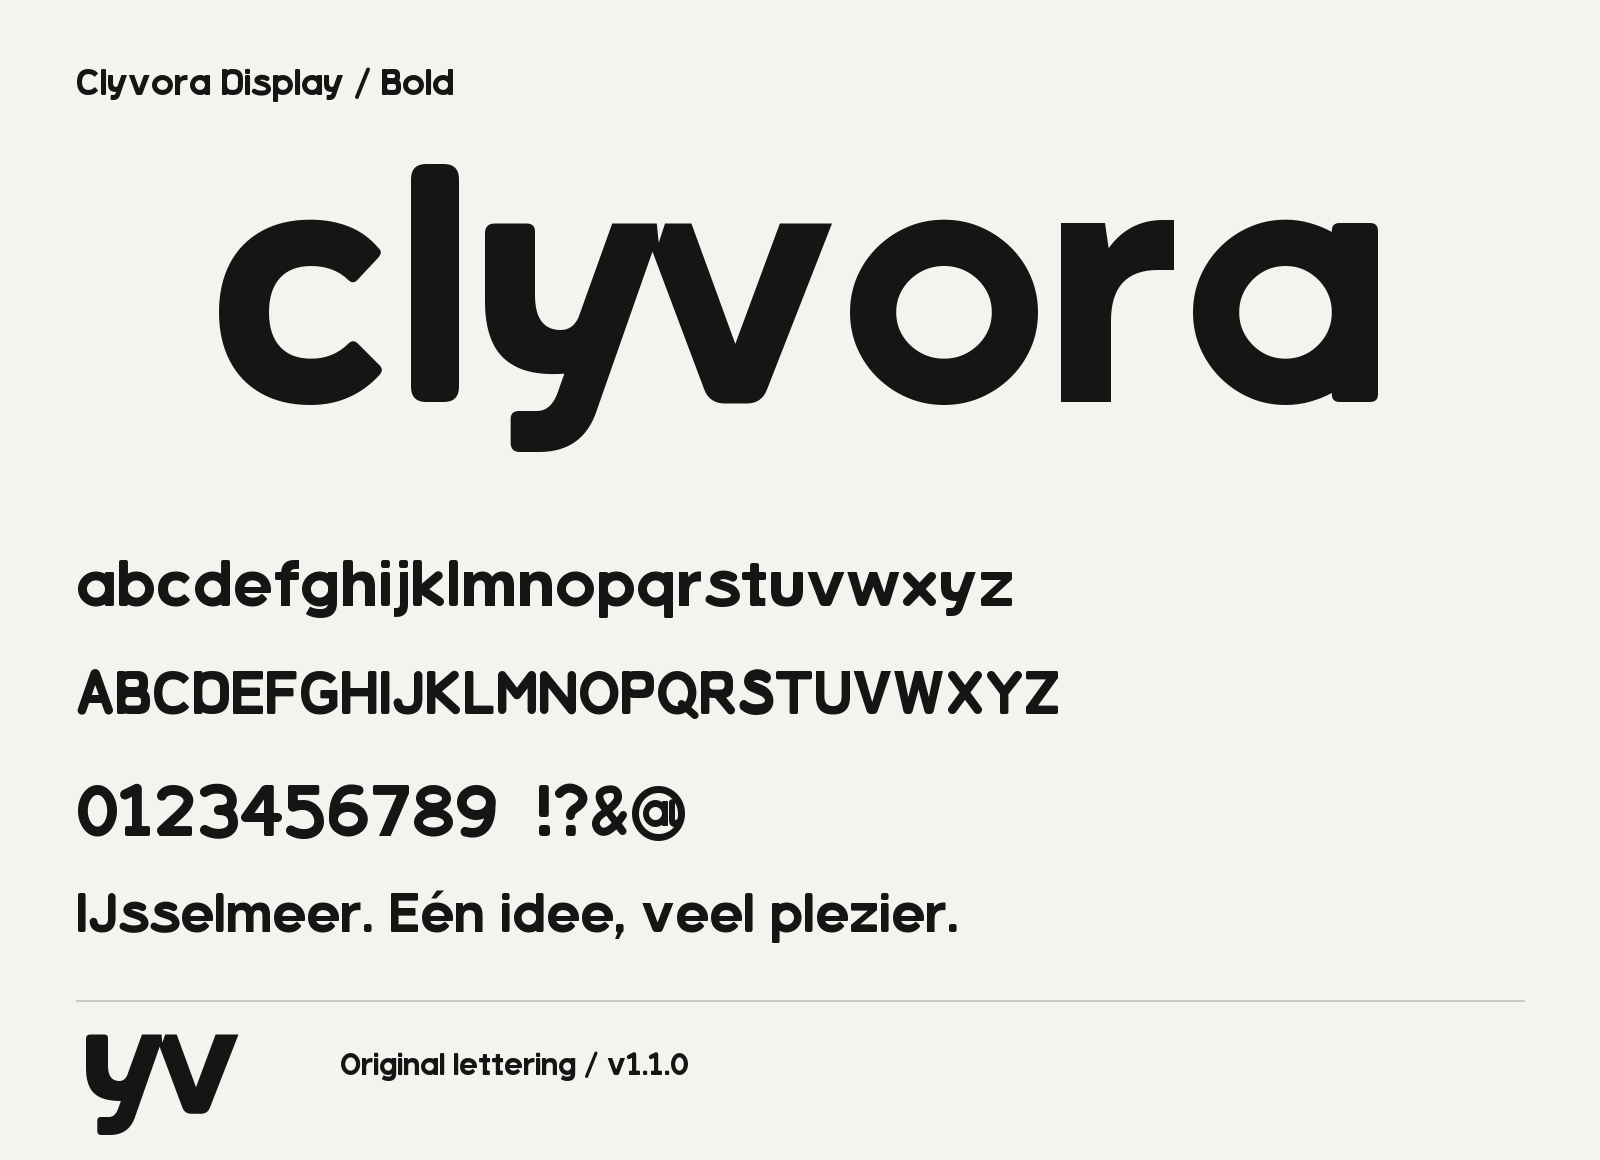 Clyvora Display / Bold
clyvora
abcdefghijklmnopqrstuvwxyz
ABCDEFGHIJKLMNOPQRSTUVWXYZ
0123456789 !?&@
IJsselmeer. Eén idee, veel plezier.
yv
Original lettering / v1.1.0